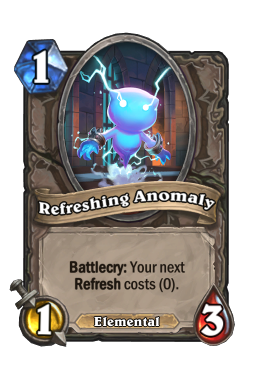 1
Refreshing Anomaly
Battlecry: Your next
Refresh costs (0).
1
Elemental
3